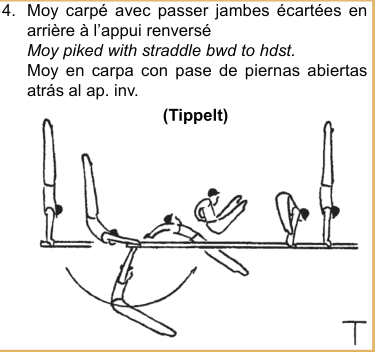 4. Moy carpé avec passer jambes écartées en
arrière à l'appui renversé
Moy piked with straddle bwd to hdst.
Moy en carpa con pase de piernas abiertas
atrás al ap. inv.
(Tippelt)
T